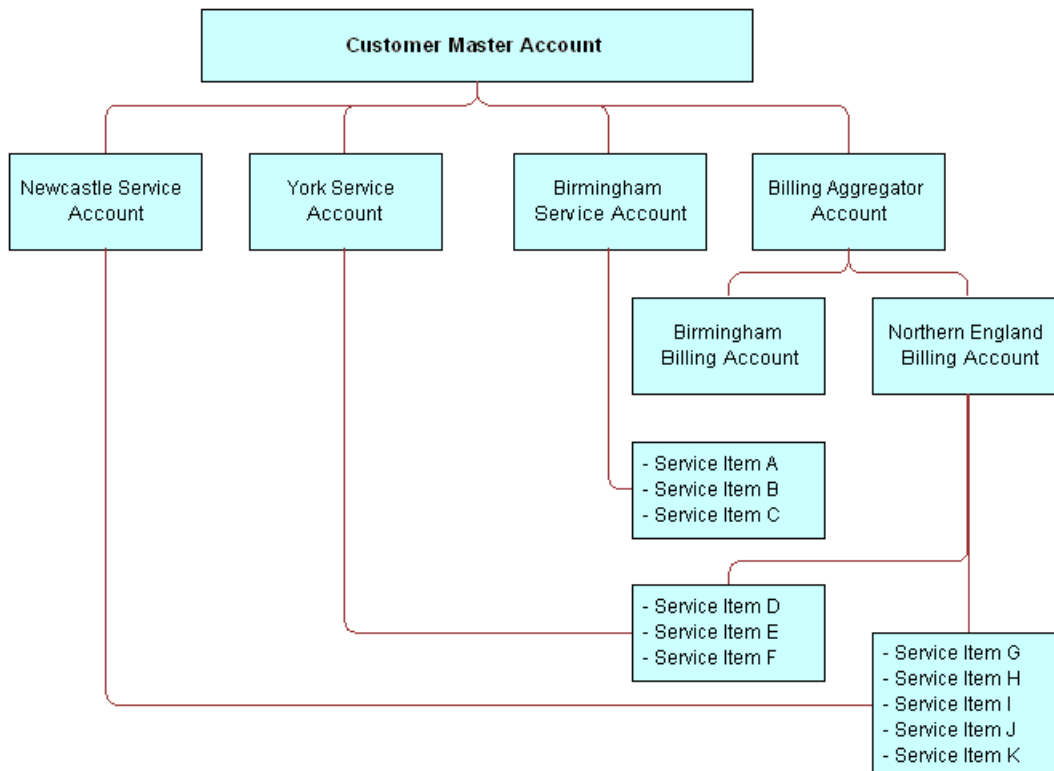 Customer Master Account
Newcastle Service
Account
York Service
Account
Birmingham
Service Account
Billing Aggregator
Account
Birmingham
Billing Account
Northern England
Billing Account
- Service Item A
- Service Item B
- Service Item C
- Service Item D
- Service Item E
- Service Item F
- Service Item G
- Service Item H
- Service Item I
- Service Item J
- Service Item K